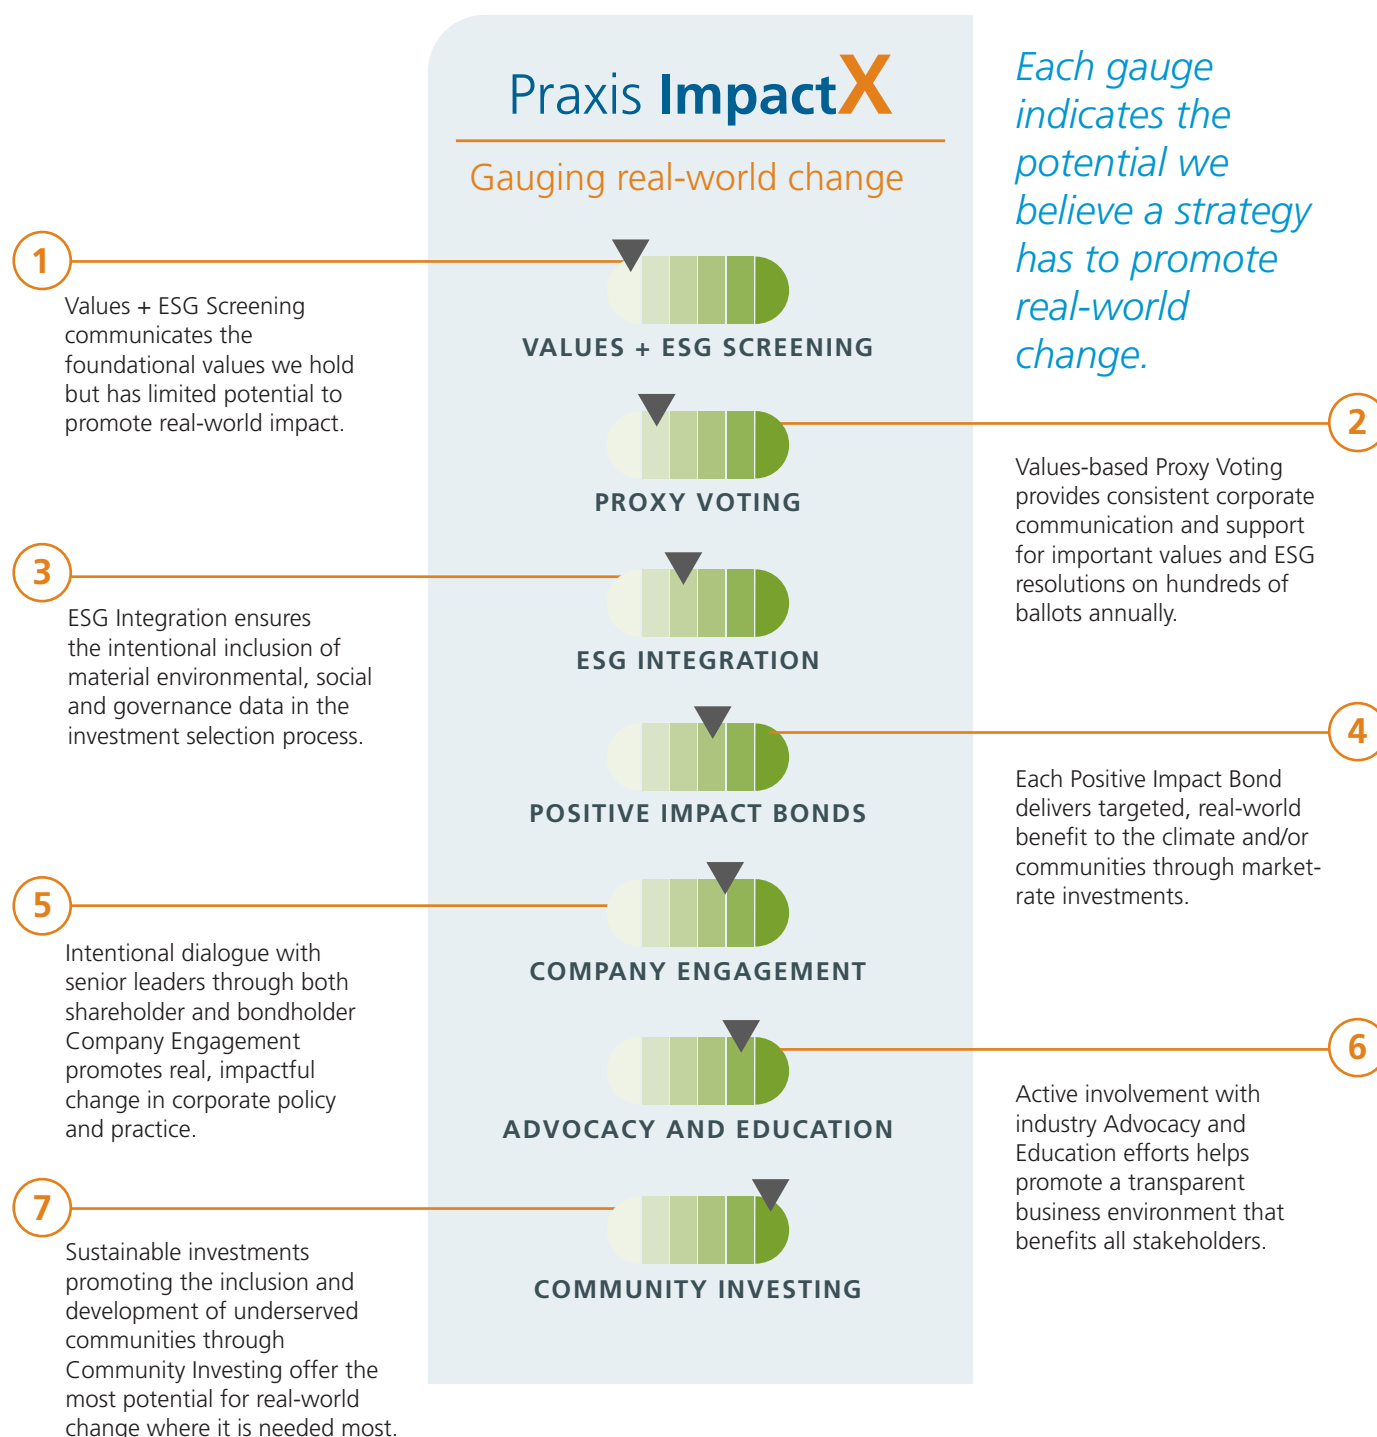 Praxis ImpactX
Gauging real-world change
Each gauge
indicates the
potential we
believe a strategy
has to promote
real-world
change.
1
Values + ESG Screening
communicates the
foundational values we hold
but has limited potential to
promote real-world impact.
VALUES + ESG SCREENING
2
Values-based Proxy Voting
provides consistent corporate
communication and support
for important values and ESG
resolutions on hundreds of
ballots annually.
PROXY VOTING
3
ESG Integration ensures
the intentional inclusion of
material environmental, social
and governance data in the
investment selection process.
ESG INTEGRATION
4
Each Positive Impact Bond
delivers targeted, real-world
benefit to the climate and/or
communities through market-
rate investments.
POSITIVE IMPACT BONDS
5
Intentional dialogue with
senior leaders through both
shareholder and bondholder
Company Engagement
promotes real, impactful
change in corporate policy
and practice.
COMPANY ENGAGEMENT
6
Active involvement with
industry Advocacy and
Education efforts helps
promote a transparent
business environment that
benefits all stakeholders.
ADVOCACY AND EDUCATION
7
Sustainable investments
promoting the inclusion and
development of underserved
communities through
Community Investing offer the
most potential for real-world
change where it is needed most.
COMMUNITY INVESTING